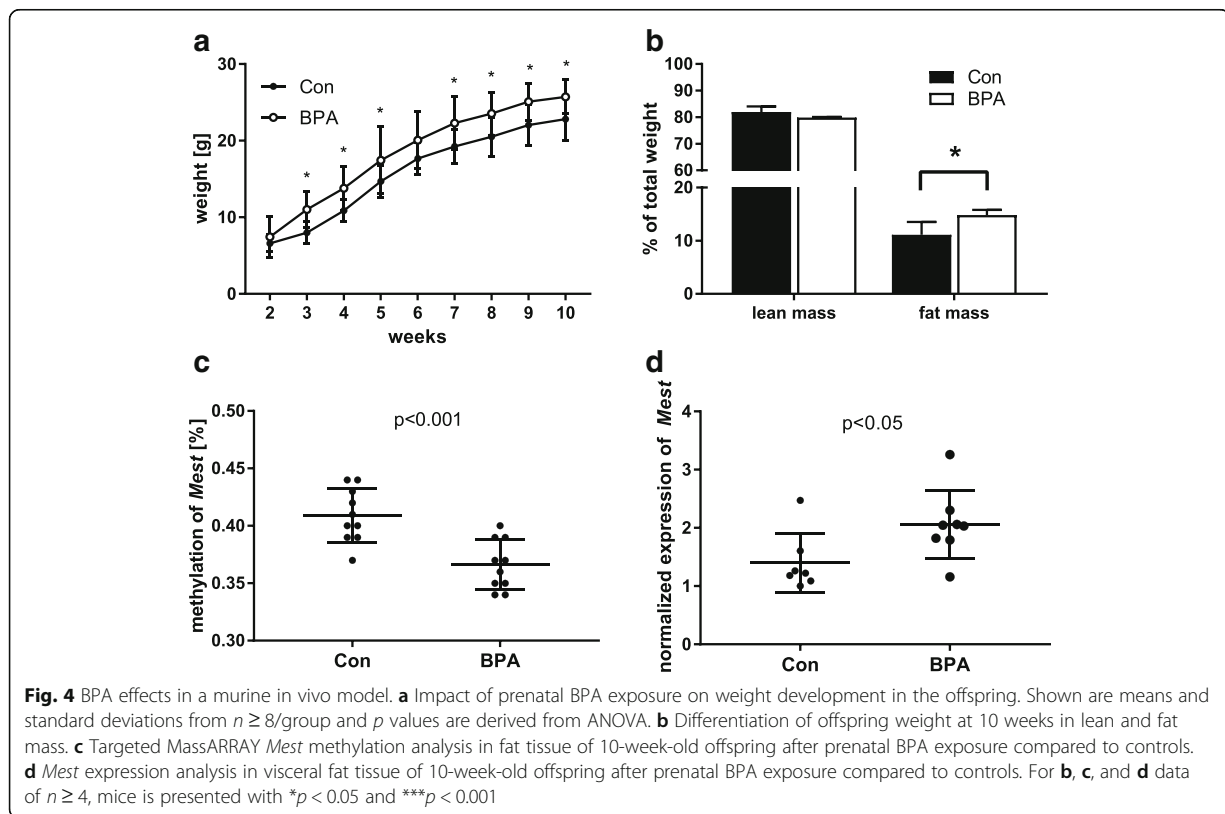 a
30
20
10
0
weight [g]
Con
BPA
* * * * * * *
2 3 4 5 6 7 8 9 10
weeks
b
100
90
80
70
60
20
10
0
% of total weight
Con
BPA
*
lean mass fat mass
c
0.50
0.45
0.40
0.35
0.30
methylation of Mest [%]
p<0.001
Con BPA
d
4
3
2
1
0
normalized expression of Mest
p<0.05
Con BPA
Fig. 4 BPA effects in a murine in vivo model. a Impact of prenatal BPA exposure on weight development in the offspring. Shown are means and
standard deviations from n ≥ 8/group and p values are derived from ANOVA. b Differentiation of offspring weight at 10 weeks in lean and fat
mass. c Targeted MassARRAY Mest methylation analysis in fat tissue of 10-week-old offspring after prenatal BPA exposure compared to controls.
d Mest expression analysis in visceral fat tissue of 10-week-old offspring after prenatal BPA exposure compared to controls. For b, c, and d data
of n ≥ 4, mice is presented with *p < 0.05 and ***p < 0.001